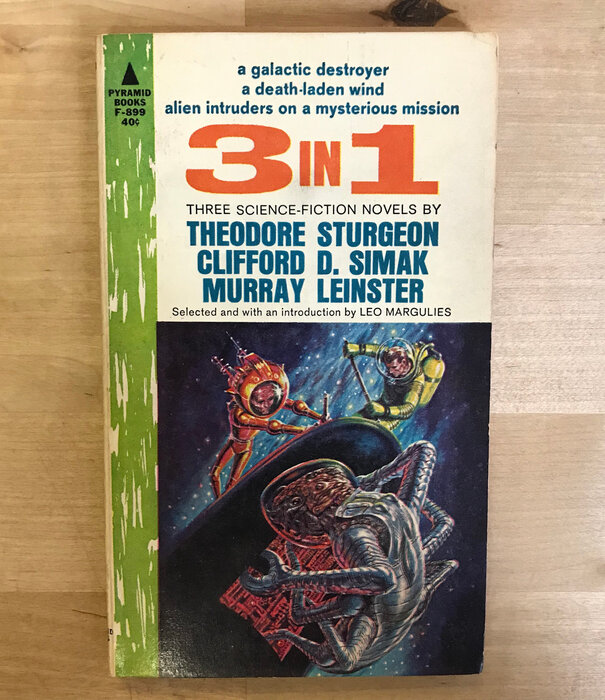 PYRAMID
BOOKS
F-899
40¢
a galactic destroyer
a death-laden wind
alien intruders on a mysterious mission
3 IN 1
THREE SCIENCE-FICTION NOVELS BY
THEODORE STURGEON
CLIFFORD D. SIMAK
MURRAY LEINSTER
Selected and with an introduction by LEO MARGULIES